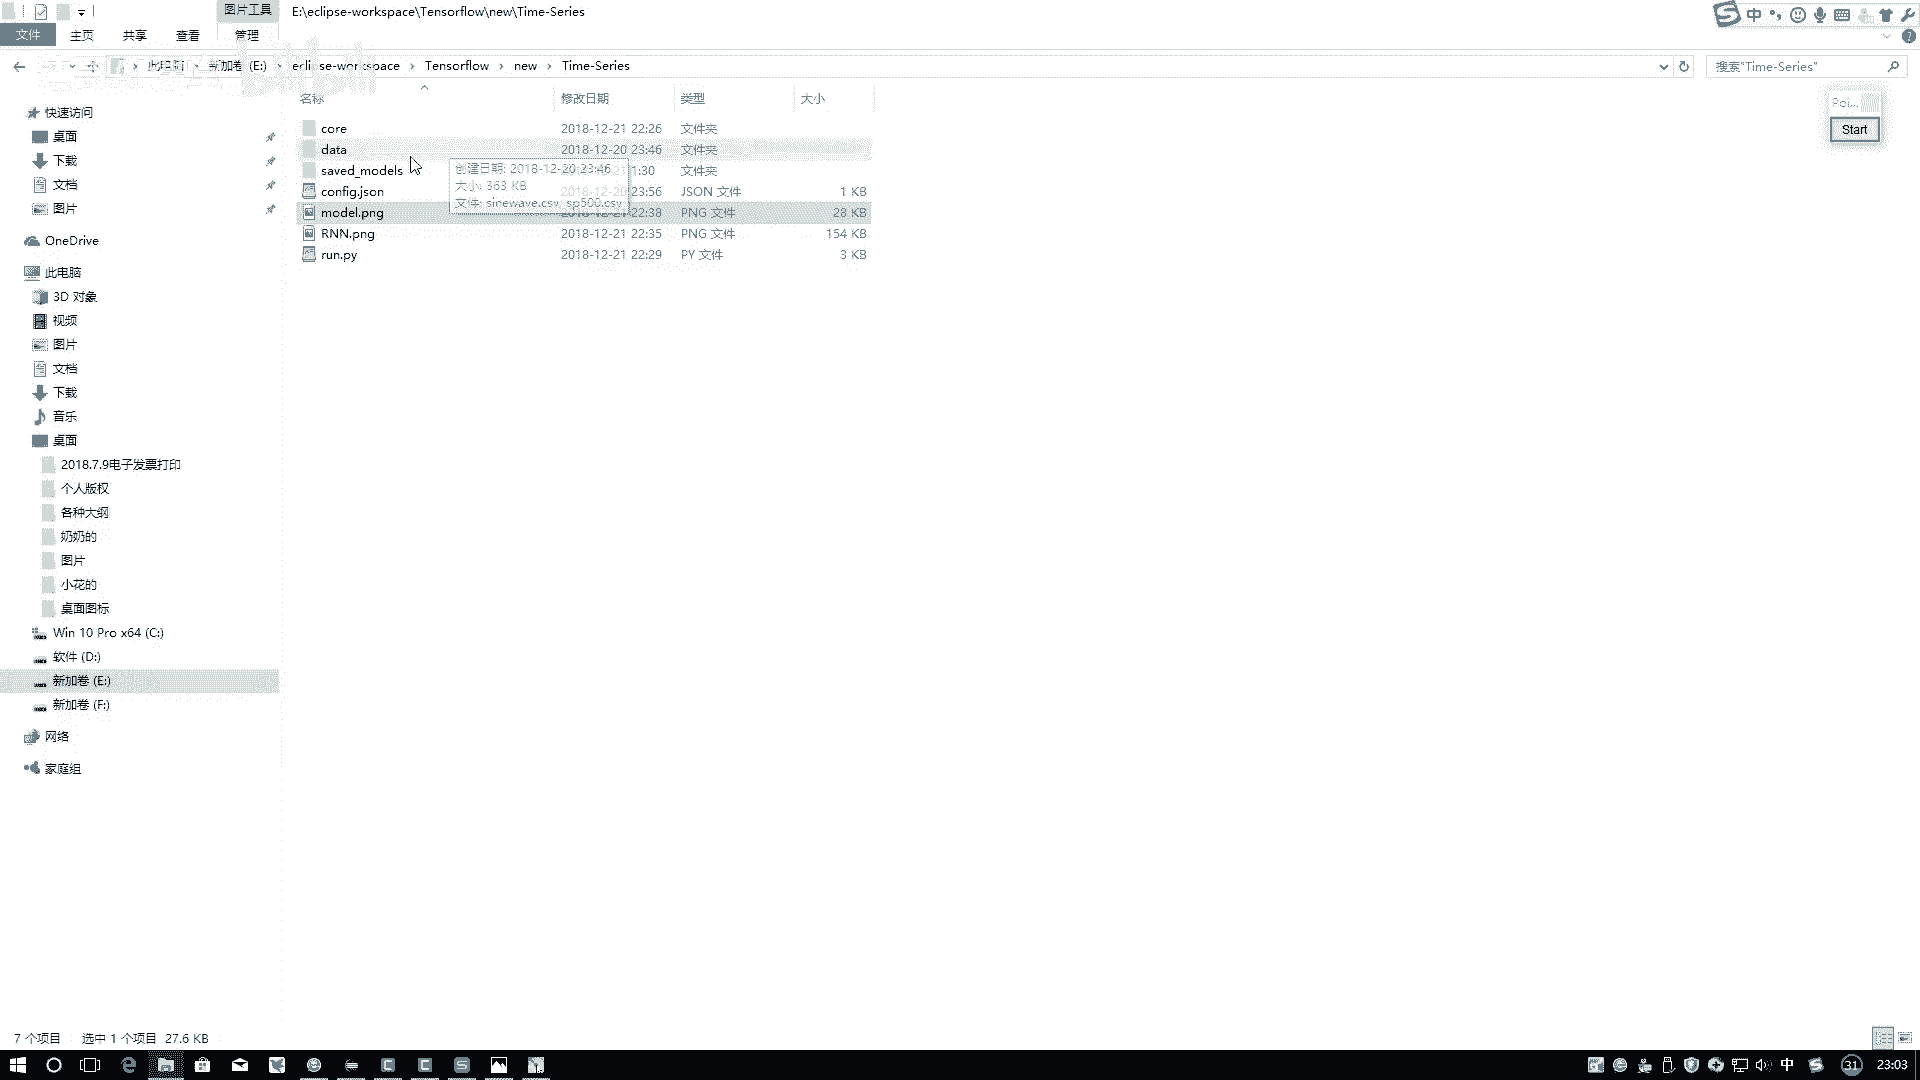 图片工具
E:\eclipse-workspace\Tensorflow\new\Time-Series
文件 主页 共享 查看 管理
新加卷 (E:) eclipse-workspace Tensorflow new Time-Series
搜索"Time-Series"
名称 修改日期 类型 大小
core 2018-12-21 22:26 文件夹
data 2018-12-20 23:46 文件夹
saved_models 1:30 文件夹
config.json 23:56 JSON 文件 1 KB
model.png 22:38 PNG 文件 28 KB
RNN.png 2018-12-21 22:35 PNG 文件 154 KB
run.py 2018-12-21 22:29 PY 文件 3 KB
创建日期: 2018-12-20 23:46
大小: 363 KB
文件: sinewave.csv, sp500.csv
Poi...
Start
快速访问
桌面
下载
文档
图片
OneDrive
此电脑
3D 对象
视频
图片
文档
下载
音乐
桌面
2018.7.9电子发票打印
个人版权
各种大纲
奶奶的
图片
小花的
桌面图标
Win 10 Pro x64 (C:)
软件 (D:)
新加卷 (E:)
新加卷 (F:)
网络
家庭组
7 个项目 选中 1 个项目 27.6 KB
中
中
31
23:03